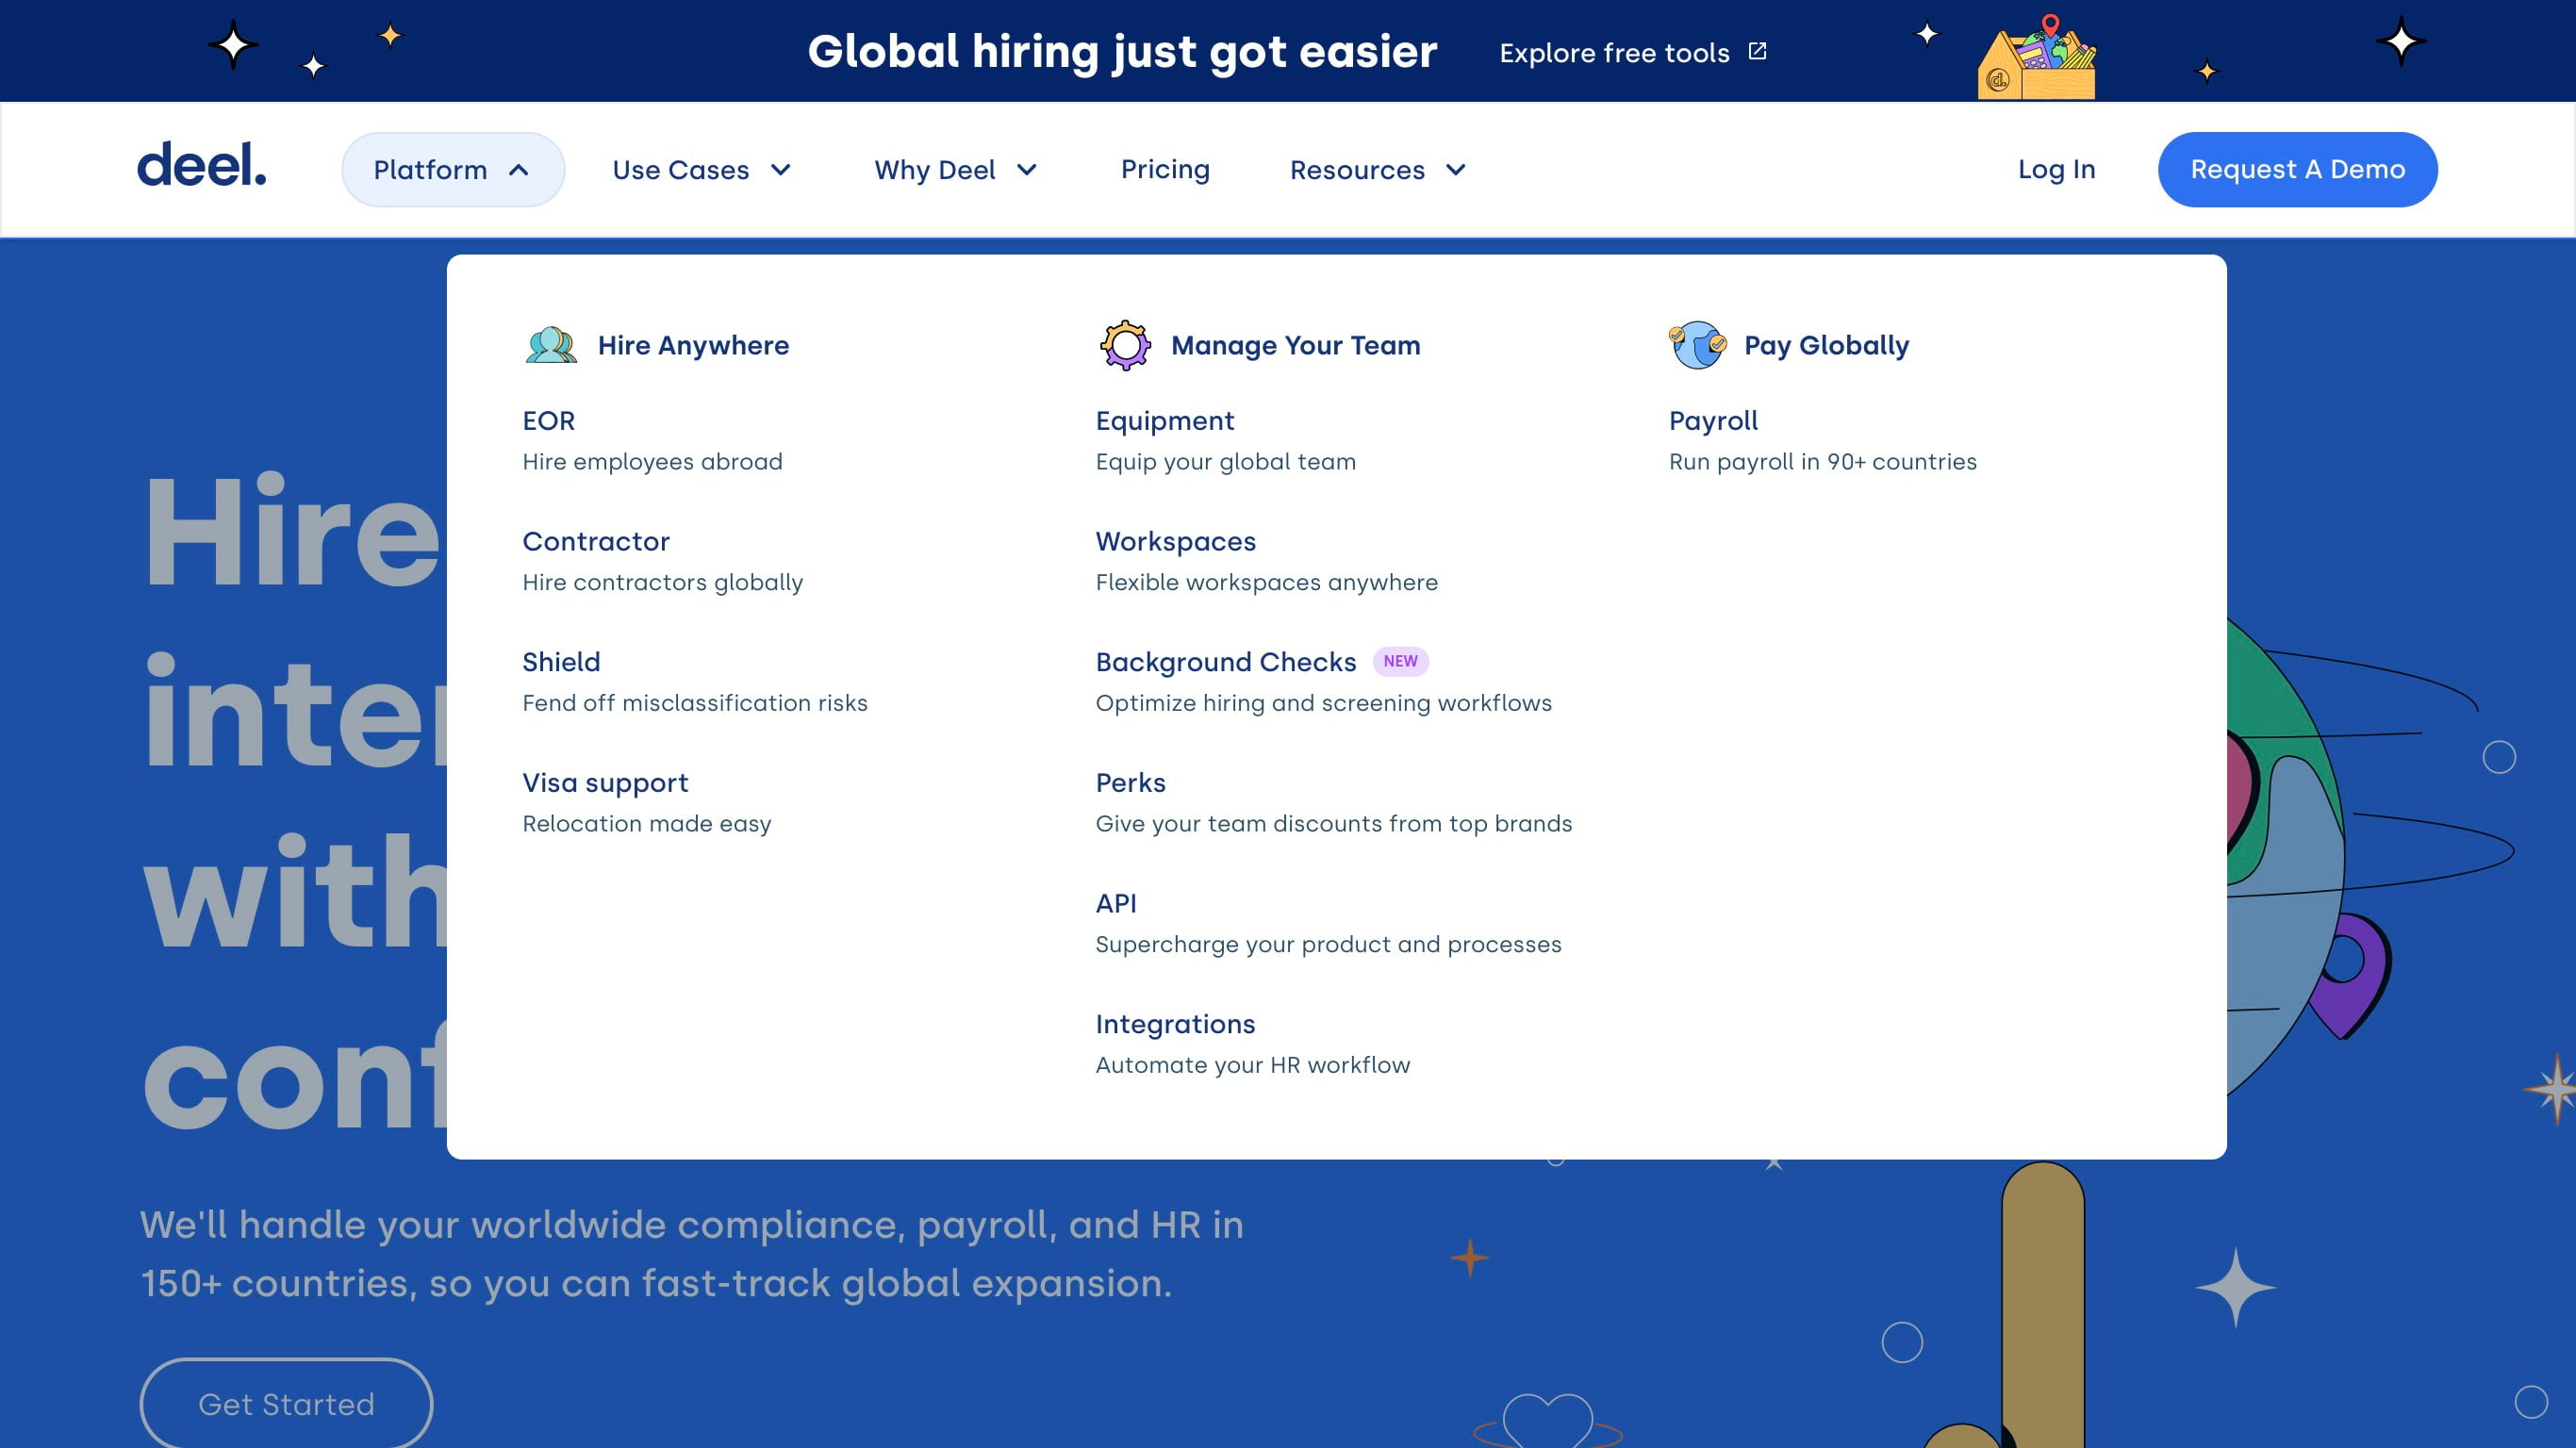 Global hiring just got easier
Explore free tools
deel.
Platform
Use Cases
Why Deel
Pricing
Resources
Log In
Request A Demo
Hire Anywhere
EOR
Hire employees abroad
Contractor
Hire contractors globally
Shield
Fend off misclassification risks
Visa support
Relocation made easy
Manage Your Team
Equipment
Equip your global team
Workspaces
Flexible workspaces anywhere
Background Checks NEW
Optimize hiring and screening workflows
Perks
Give your team discounts from top brands
API
Supercharge your product and processes
Integrations
Automate your HR workflow
Pay Globally
Payroll
Run payroll in 90+ countries
Hire
with
We'll handle your worldwide compliance, payroll, and HR in
150+ countries, so you can fast-track global expansion.
Get Started